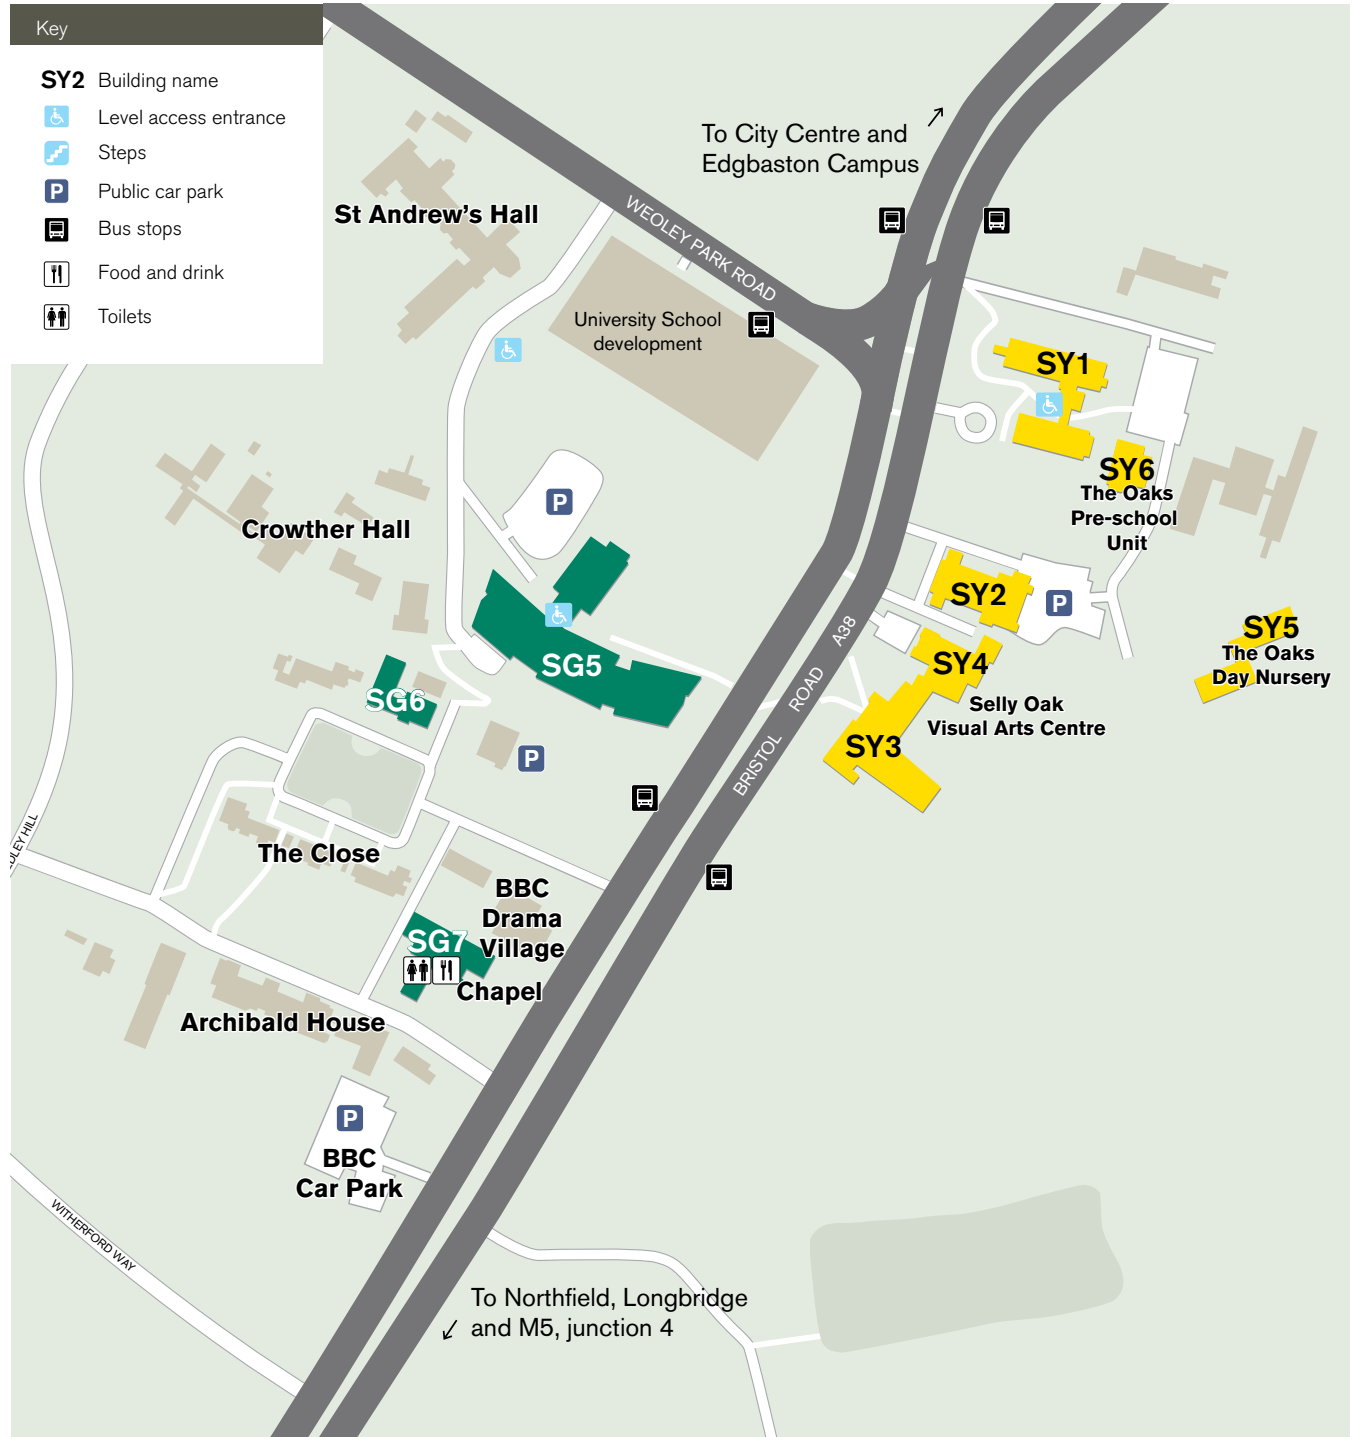 Key
SY2 Building name
Level access entrance
Steps
P Public car park
Bus stops
Food and drink
Toilets
To City Centre and
Edgbaston Campus
St Andrew's Hall
WEOLEY PARK ROAD
University School
development
SY1
SY6
The Oaks
Pre-school
Unit
P
Crowther Hall
SY2
P
SY5
The Oaks
Day Nursery
SG5
SY4
Selly Oak
Visual Arts Centre
SG6
SY3
BRISTOL ROAD A38
P
The Close
BBC
Drama
Village
SG7
Chapel
Archibald House
P
BBC
Car Park
WITHERFORD WAY
To Northfield, Longbridge
and M5, junction 4
HILL